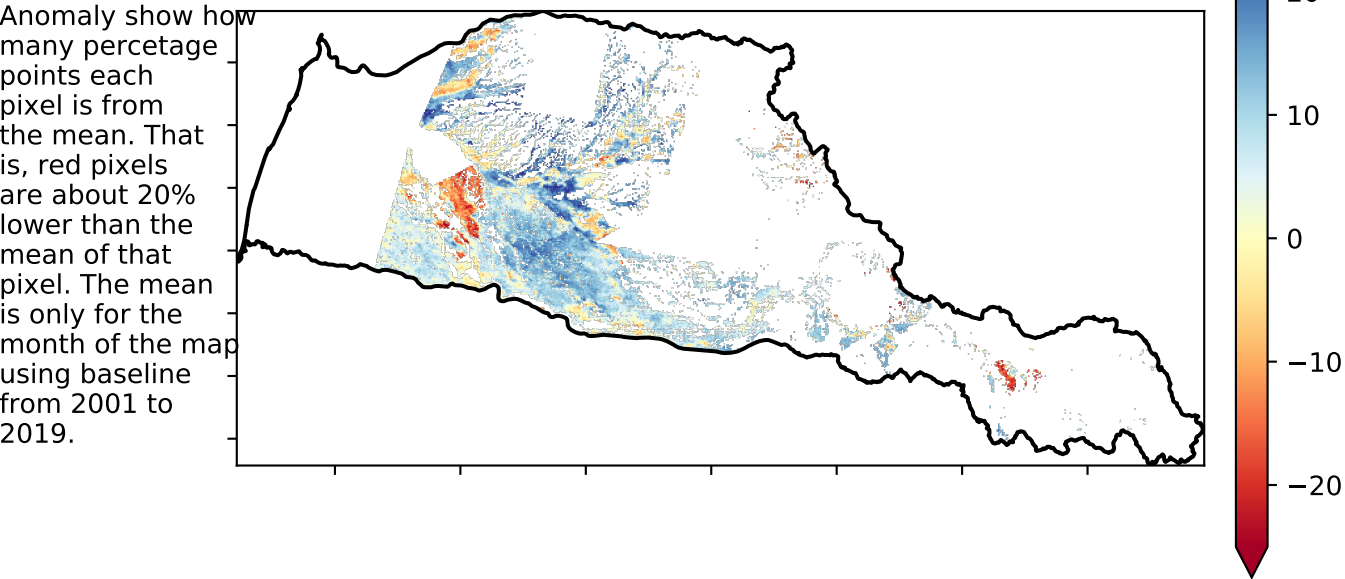 Anomaly show how
many percetage
points each
pixel is from
the mean. That
is, red pixels
are about 20%
lower than the
mean of that
pixel. The mean
is only for the
month of the map
using baseline
from 2001 to
2019.
10
0
−10
−20